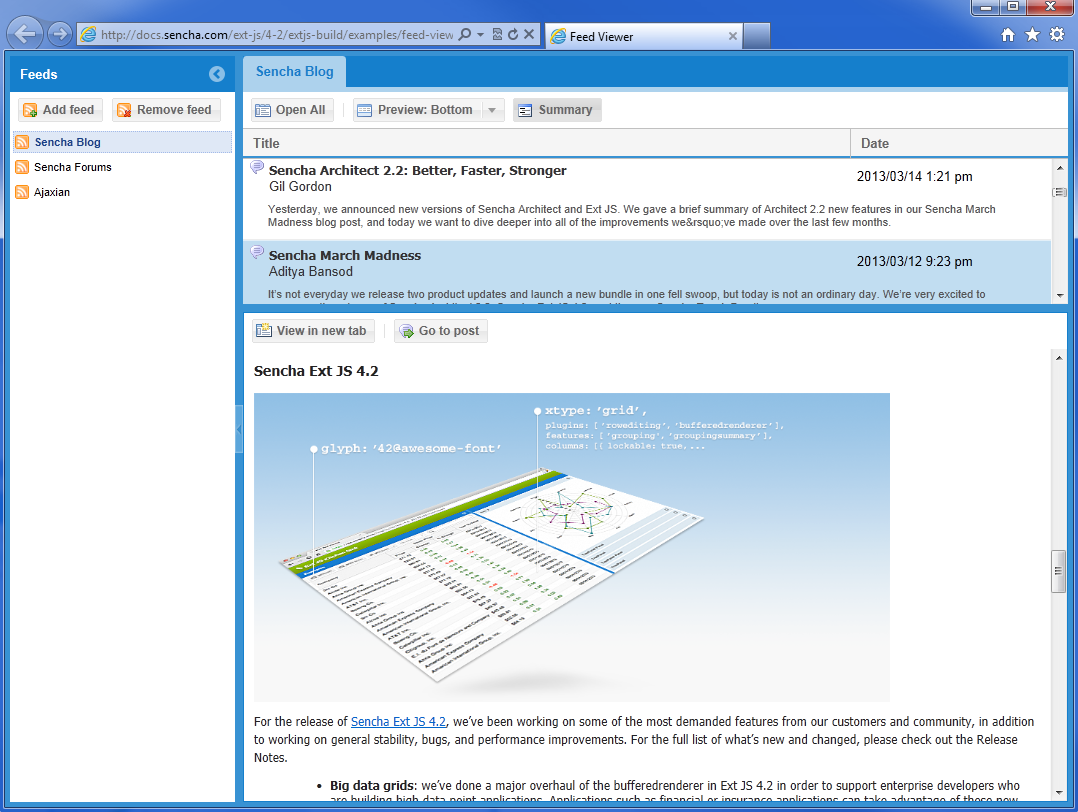 http://docs.sencha.com/ext-js/4-2/extjs-build/examples/feed-view
Feed Viewer
Feeds
Sencha Blog
Add feed
Remove feed
Open All
Preview: Bottom
Summary
Sencha Blog
Sencha Forums
Ajaxian
Title
Date
Sencha Architect 2.2: Better, Faster, Stronger
2013/03/14 1:21 pm
Gil Gordon
Yesterday, we announced new versions of Sencha Architect and Ext JS. We gave a brief summary of Architect 2.2 new features in our Sencha March
Madness blog post, and today we want to dive deeper into all of the improvements we&rsquo;ve made over the last few months.
Sencha March Madness
2013/03/12 9:23 pm
Aditya Bansod
It's not everyday we release two product updates and launch a new bundle in one fell swoop, but today is not an ordinary day. We're very excited to
View in new tab
Go to post
Sencha Ext JS 4.2
xtype: 'grid',
plugins: ['rowediting','bufferedrenderer'],
features: ['grouping','groupingsummary'],
columns: [{ lockable: true,...
glyph: '42@awesome-font'
For the release of Sencha Ext JS 4.2, we've been working on some of the most demanded features from our customers and community, in addition
to working on general stability, bugs, and performance improvements. For the full list of what's new and changed, please check out the Release
Notes.
• Big data grids: we've done a major overhaul of the bufferedrenderer in Ext JS 4.2 in order to support enterprise developers who
are building high data point applications. Applications such as financial or insurance applications can take advantage of these new